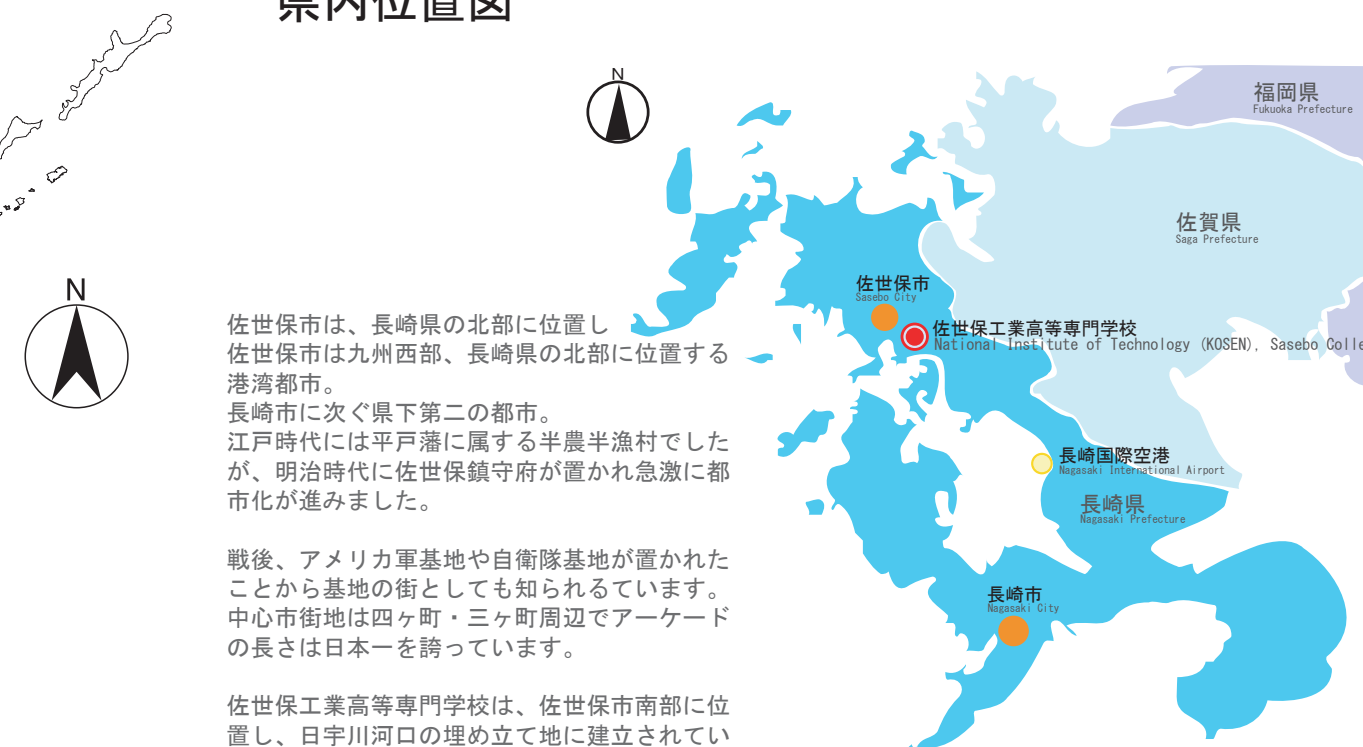 県内位置図
N
福岡県
Fukuoka Prefecture
佐賀県
Saga Prefecture
N
佐世保市
Sasebo City
佐世保工業高等専門学校
National Institute of Technology (KOSEN), Sasebo Colle
長崎国際空港
Nagasaki International Airport
長崎県
Nagasaki Prefecture
長崎市
Nagasaki City
佐世保市は、長崎県の北部に位置し
佐世保市は九州西部、長崎県の北部に位置する
港湾都市。
長崎市に次ぐ県下第二の都市。
江戸時代には平戸藩に属する半農半漁村でした
が、明治時代に佐世保鎮守府が置かれ急激に都
市化が進みました。
戦後、アメリカ軍基地や自衛隊基地が置かれた
ことから基地の街としても知られるています。
中心市街地は四ヶ町・三ヶ町周辺でアーケード
の長さは日本一を誇っています。
佐世保工業高等専門学校は、佐世保市南部に位
置し、日宇川河口の埋め立て地に建立されてい